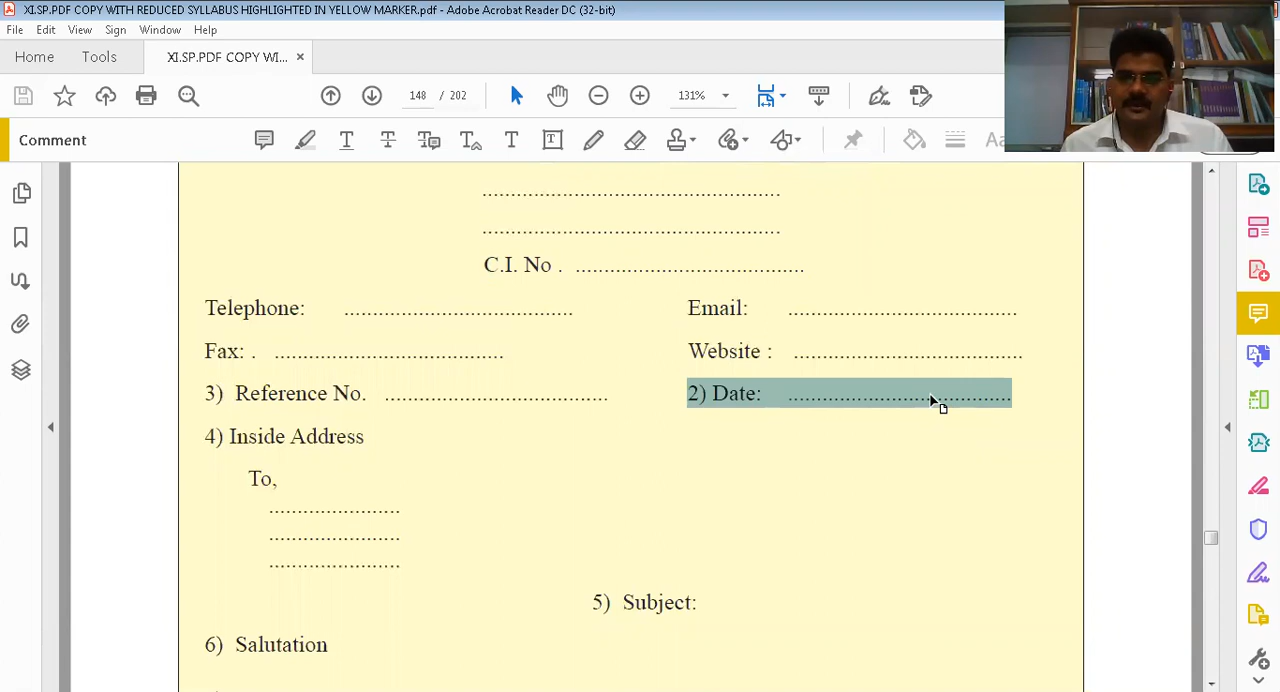 XI.SP.PDF COPY WITH REDUCED SYLLABUS HIGHLIGHTED IN YELLOW MARKER.pdf - Adobe Acrobat Reader DC (32-bit)
File Edit View Sign Window Help
Home Tools XI.SP.PDF COPY WI... ×
148 / 202 131%
Comment
Aa
........................................................
........................................................
C.I. No . ..........................................
Telephone: .......................................... Email: ..........................................
Fax: . .......................................... Website : ..........................................
3) Reference No. ......................................... 2) Date: .........................................
4) Inside Address
To,
........................
........................
........................
5) Subject:
6) Salutation